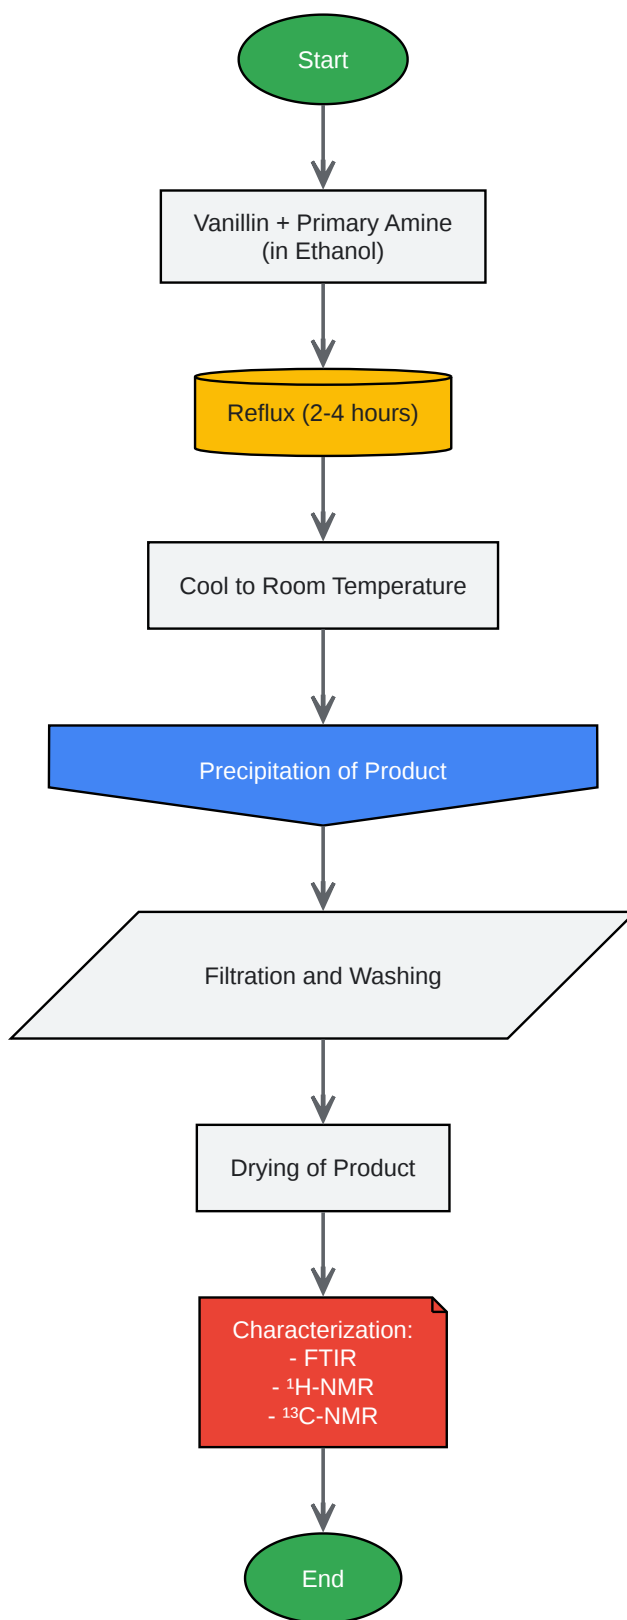 Start
Vanillin + Primary Amine
(in Ethanol)
Reflux (2-4 hours)
Cool to Room Temperature
Precipitation of Product
Filtration and Washing
Drying of Product
Characterization:
- FTIR
- ¹H-NMR
- ¹³C-NMR
End